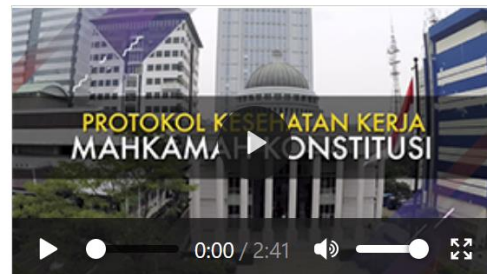 PROTOKOL KESEHATAN KERJA
MAHKAMAH KONSTITUSI
0:00 / 2:41